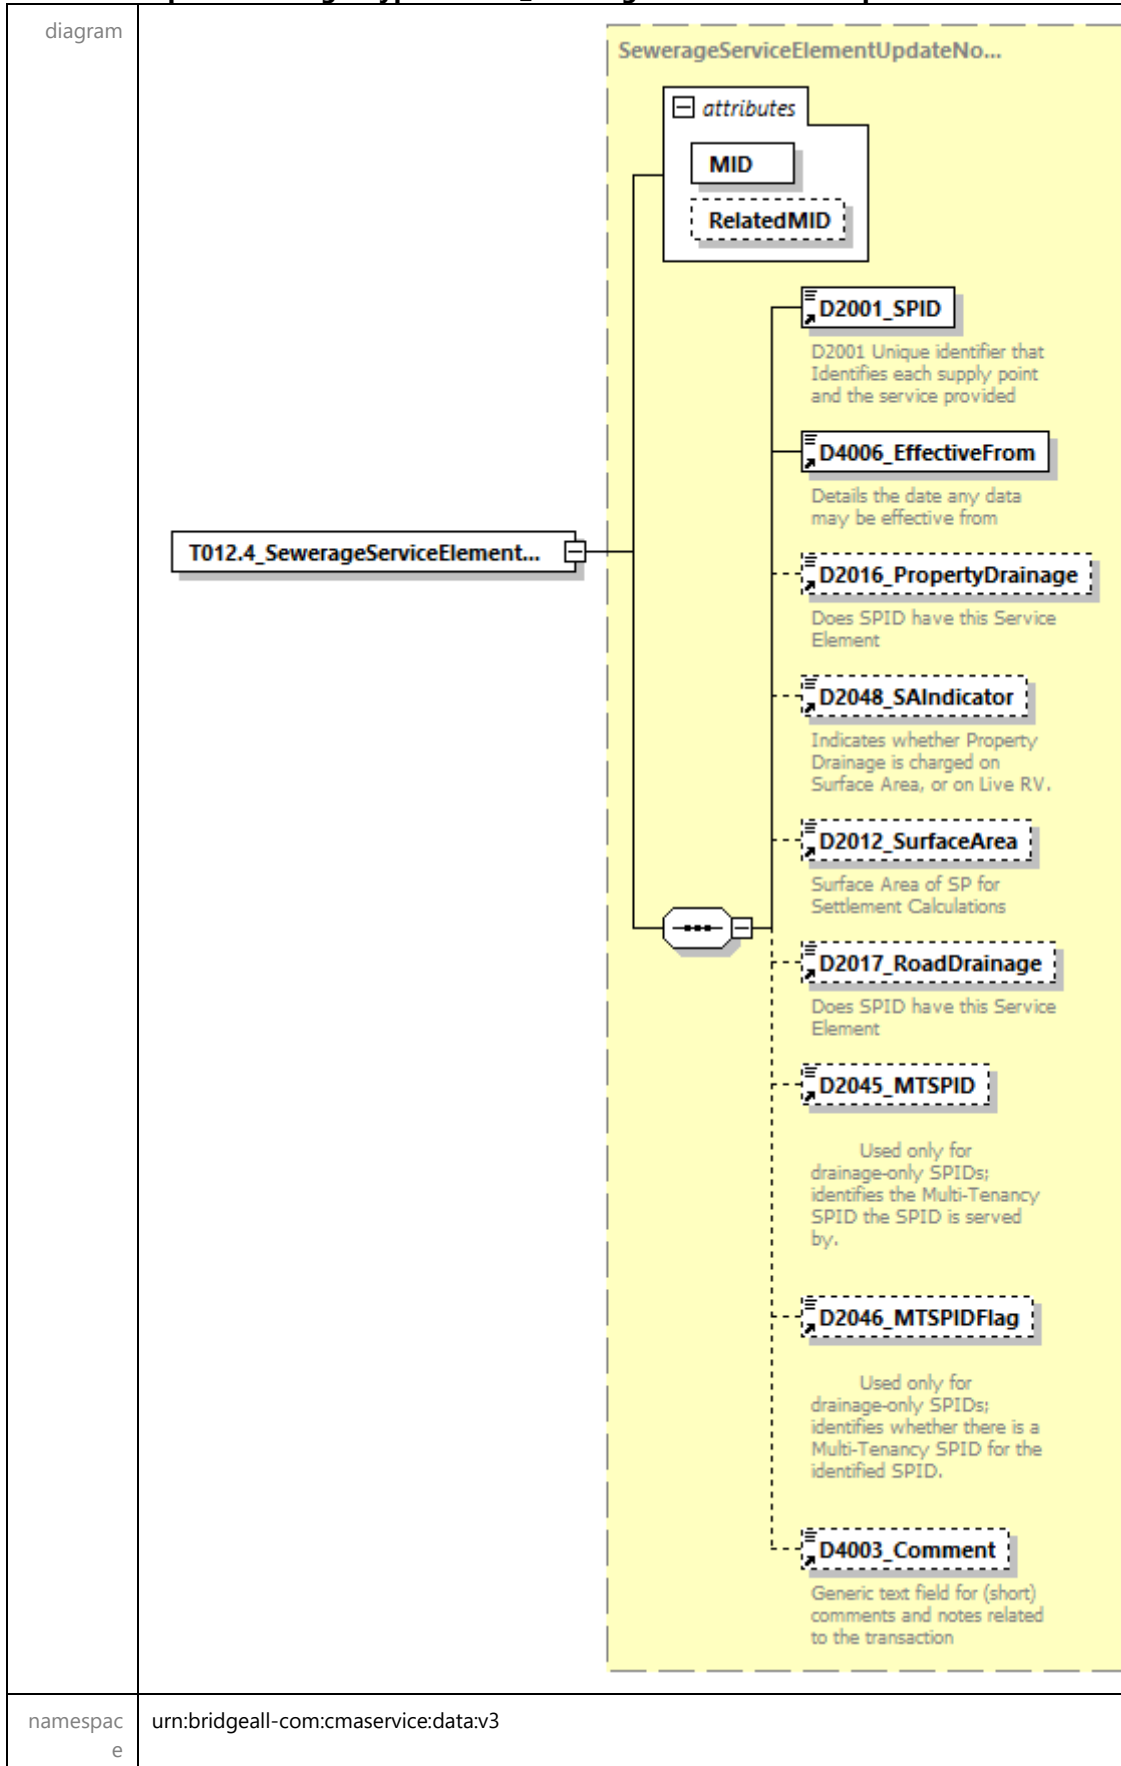 diagram
SewerageServiceElementUpdateNo...
attributes
MID
RelatedMID
D2001_SPID
D2001 Unique identifier that
Identifies each supply point
and the service provided
D4006_EffectiveFrom
Details the date any data
may be effective from
T012.4_SewerageServiceElement...
D2016_PropertyDrainage
Does SPID have this Service
Element
D2048_SAIndicator
Indicates whether Property
Drainage is charged on
Surface Area, or on Live RV.
D2012_SurfaceArea
Surface Area of SP for
Settlement Calculations
D2017_RoadDrainage
Does SPID have this Service
Element
D2045_MTSPID
Used only for
drainage-only SPIDs;
identifies the Multi-Tenancy
SPID the SPID is served
by.
D2046_MTSPIDFlag
Used only for
drainage-only SPIDs;
identifies whether there is a
Multi-Tenancy SPID for the
identified SPID.
D4003_Comment
Generic text field for (short)
comments and notes related
to the transaction
namespac
e
urn:bridgeall-com:cmaservice:data:v3